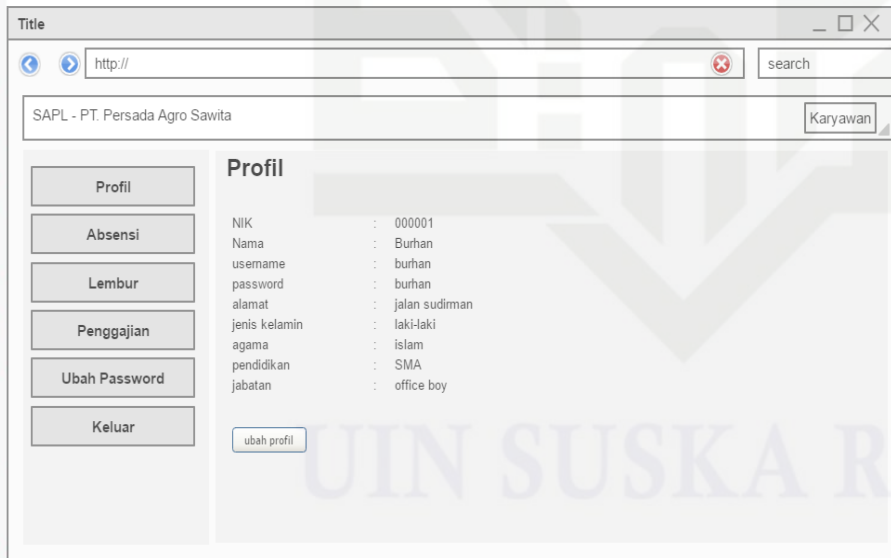 Title
http://
search
SAPL - PT. Persada Agro Sawita
Karyawan
Profil
Absensi
Lembur
Penggajian
Ubah Password
Keluar
Profil
NIK : 000001
Nama : Burhan
username : burhan
password : burhan
alamat : jalan sudirman
jenis kelamin : laki-laki
agama : islam
pendidikan : SMA
jabatan : office boy
ubah profil
UIN SUSKA R